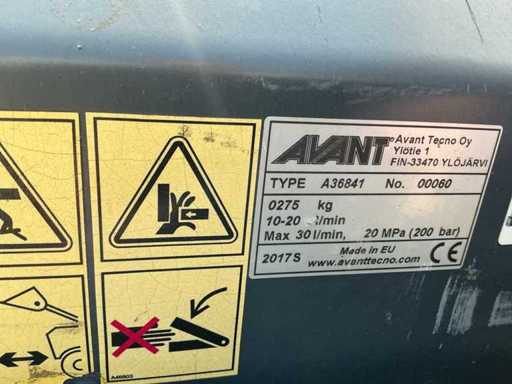 AVANT
Avant Tecno Oy
Ylötie 1
FIN-33470 YLÖJÄRVI
TYPE A36841 No. 00060
0275 kg
10-20 l/min
Max 30 l/min, 20 MPa (200 bar)
2017S Made in EU
www.avanttecno.com CE
A46803